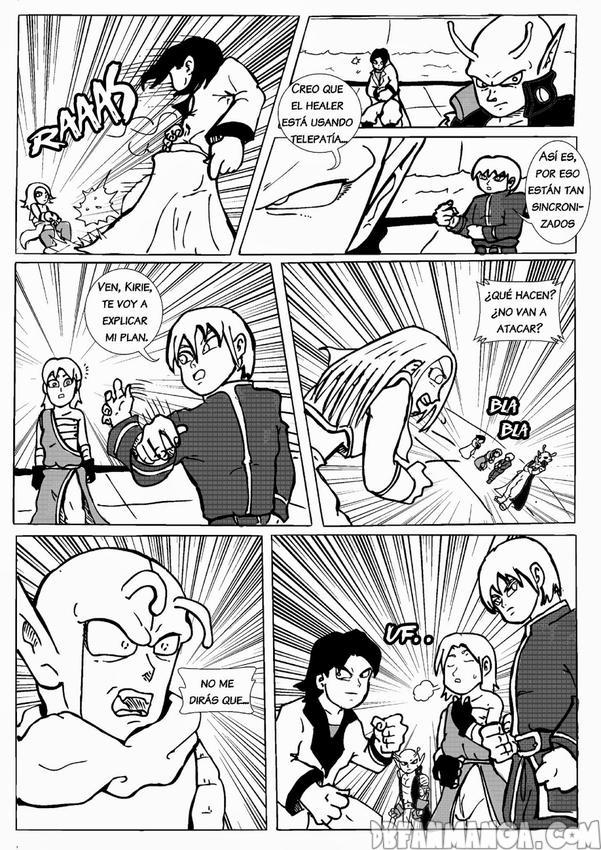 RAAAS
CREO QUE
EL HEALER
ESTÁ USANDO
TELEPATÍA...
ASÍ ES,
POR ESO
ESTÁN TAN
SINCRONI-
ZADOS
VEN, KIRIE,
TE VOY A
EXPLICAR
MI PLAN.
¿QUÉ HACEN?
¿NO VAN A
ATACAR?
BLA
BLA
NO ME
DIRÁS QUE...
UF..
DBFANMANGA.COM